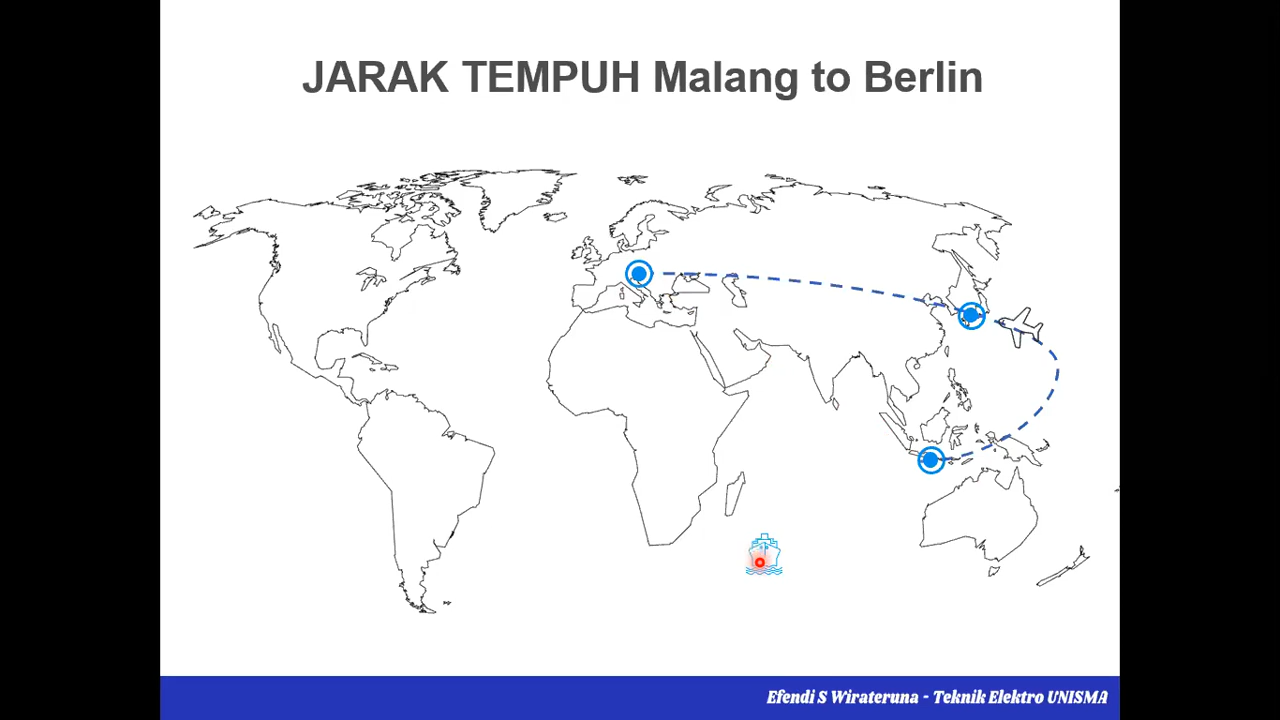 JARAK TEMPUH Malang to Berlin
Efendi S Wirateruna - Teknik Elektro UNISMA